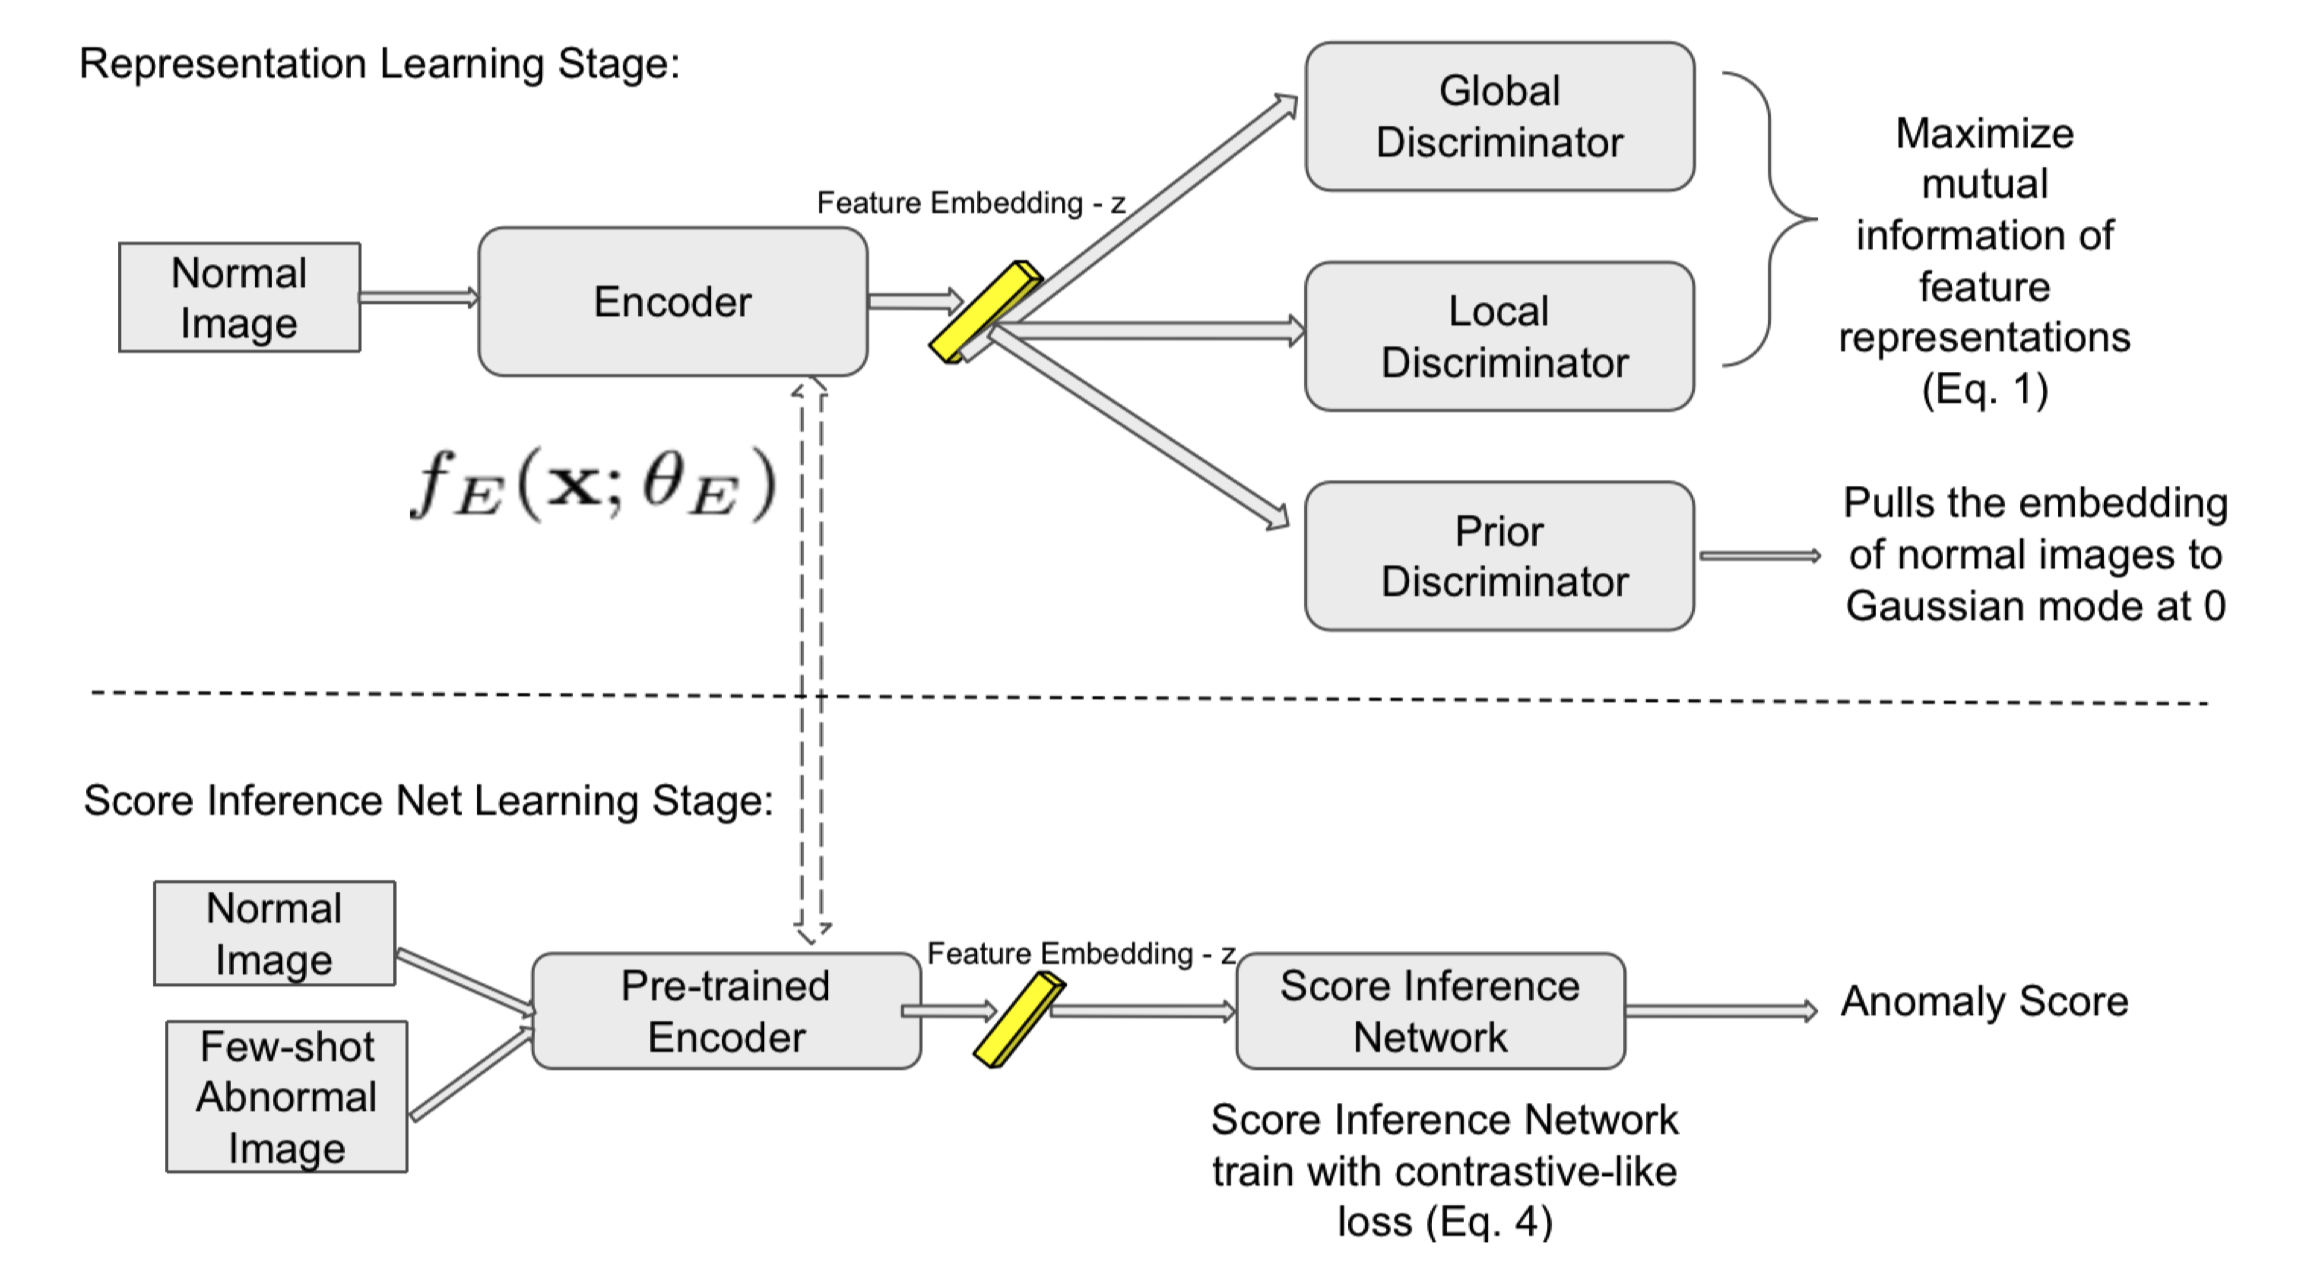 Representation Learning Stage:
Normal
Image
Encoder
Feature Embedding - z
Global
Discriminator
Local
Discriminator
Prior
Discriminator
Maximize
mutual
information of
feature
representations
(Eq. 1)
Pulls the embedding
of normal images to
Gaussian mode at 0
f_E(x; θ_E)
Score Inference Net Learning Stage:
Normal
Image
Few-shot
Abnormal
Image
Pre-trained
Encoder
Feature Embedding - z
Score Inference
Network
Anomaly Score
Score Inference Network
train with contrastive-like
loss (Eq. 4)